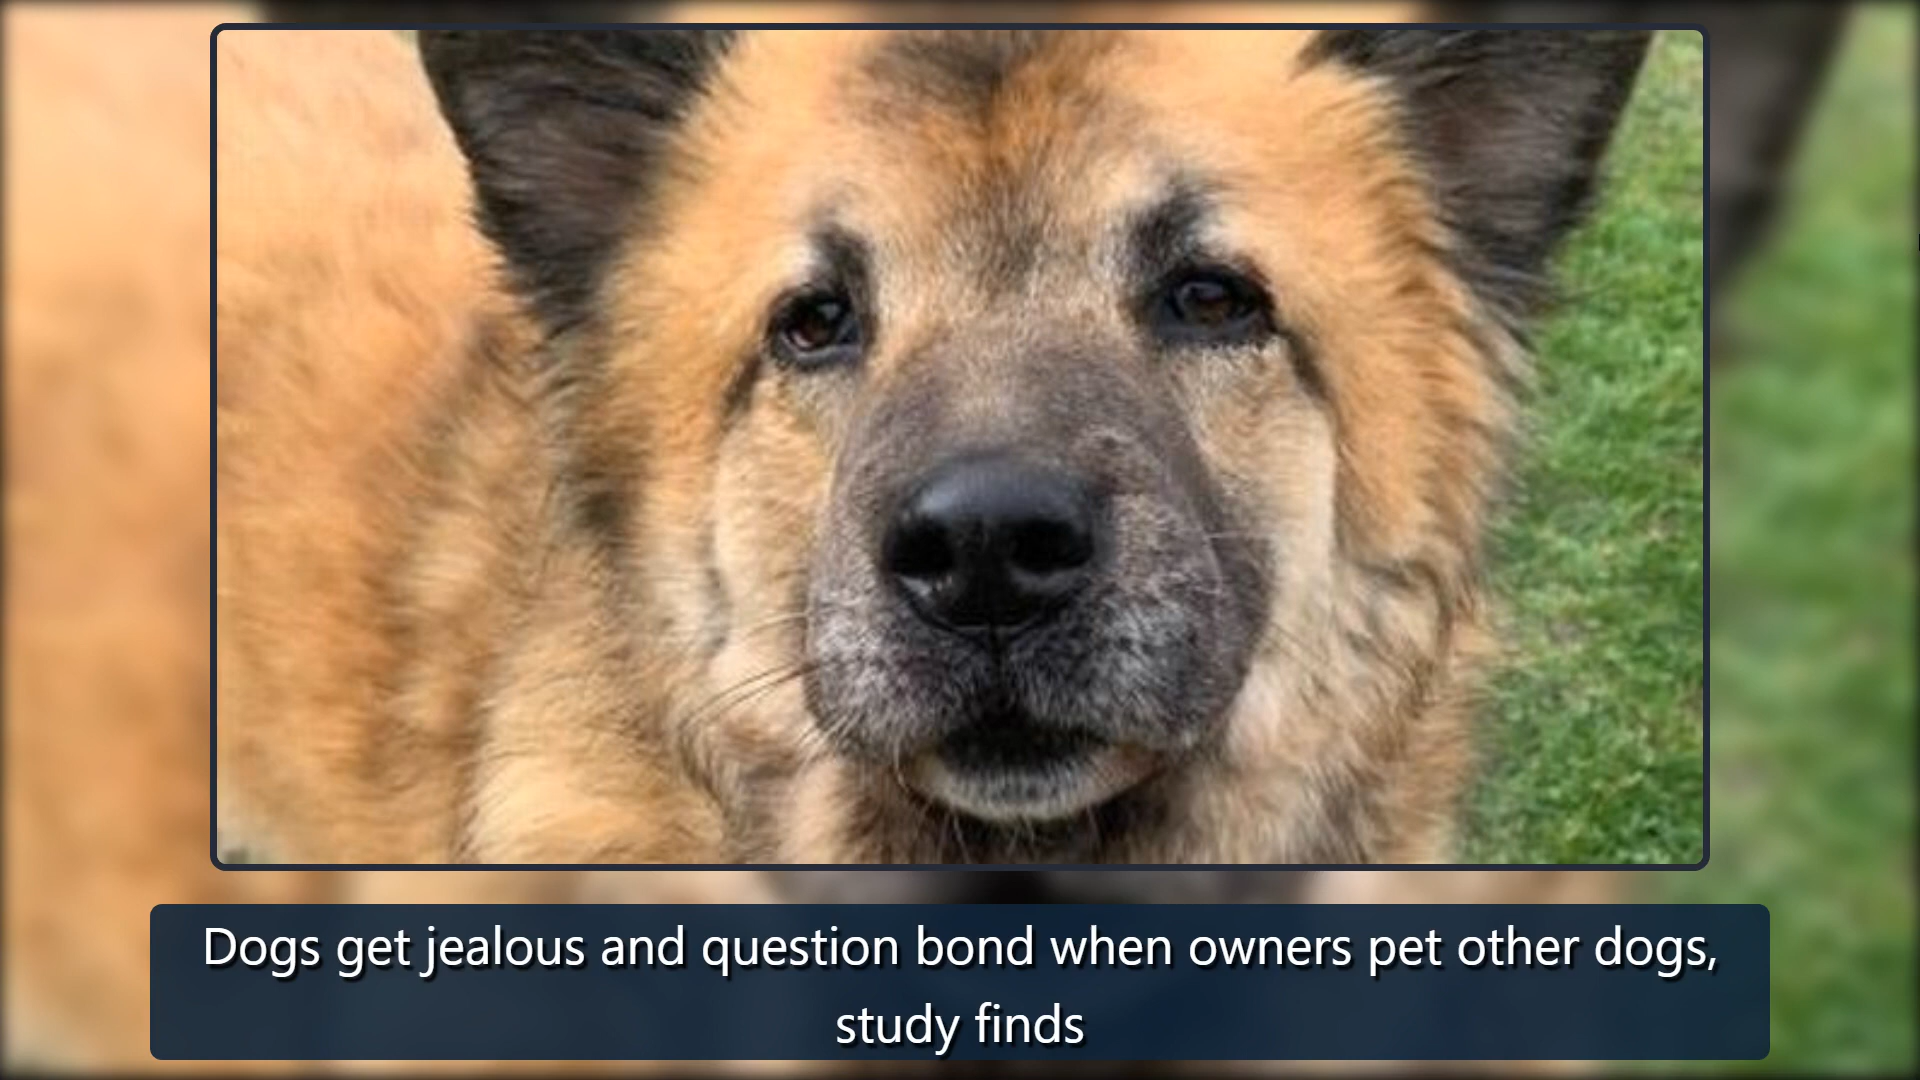 Dogs get jealous and question bond when owners pet other dogs,
study finds